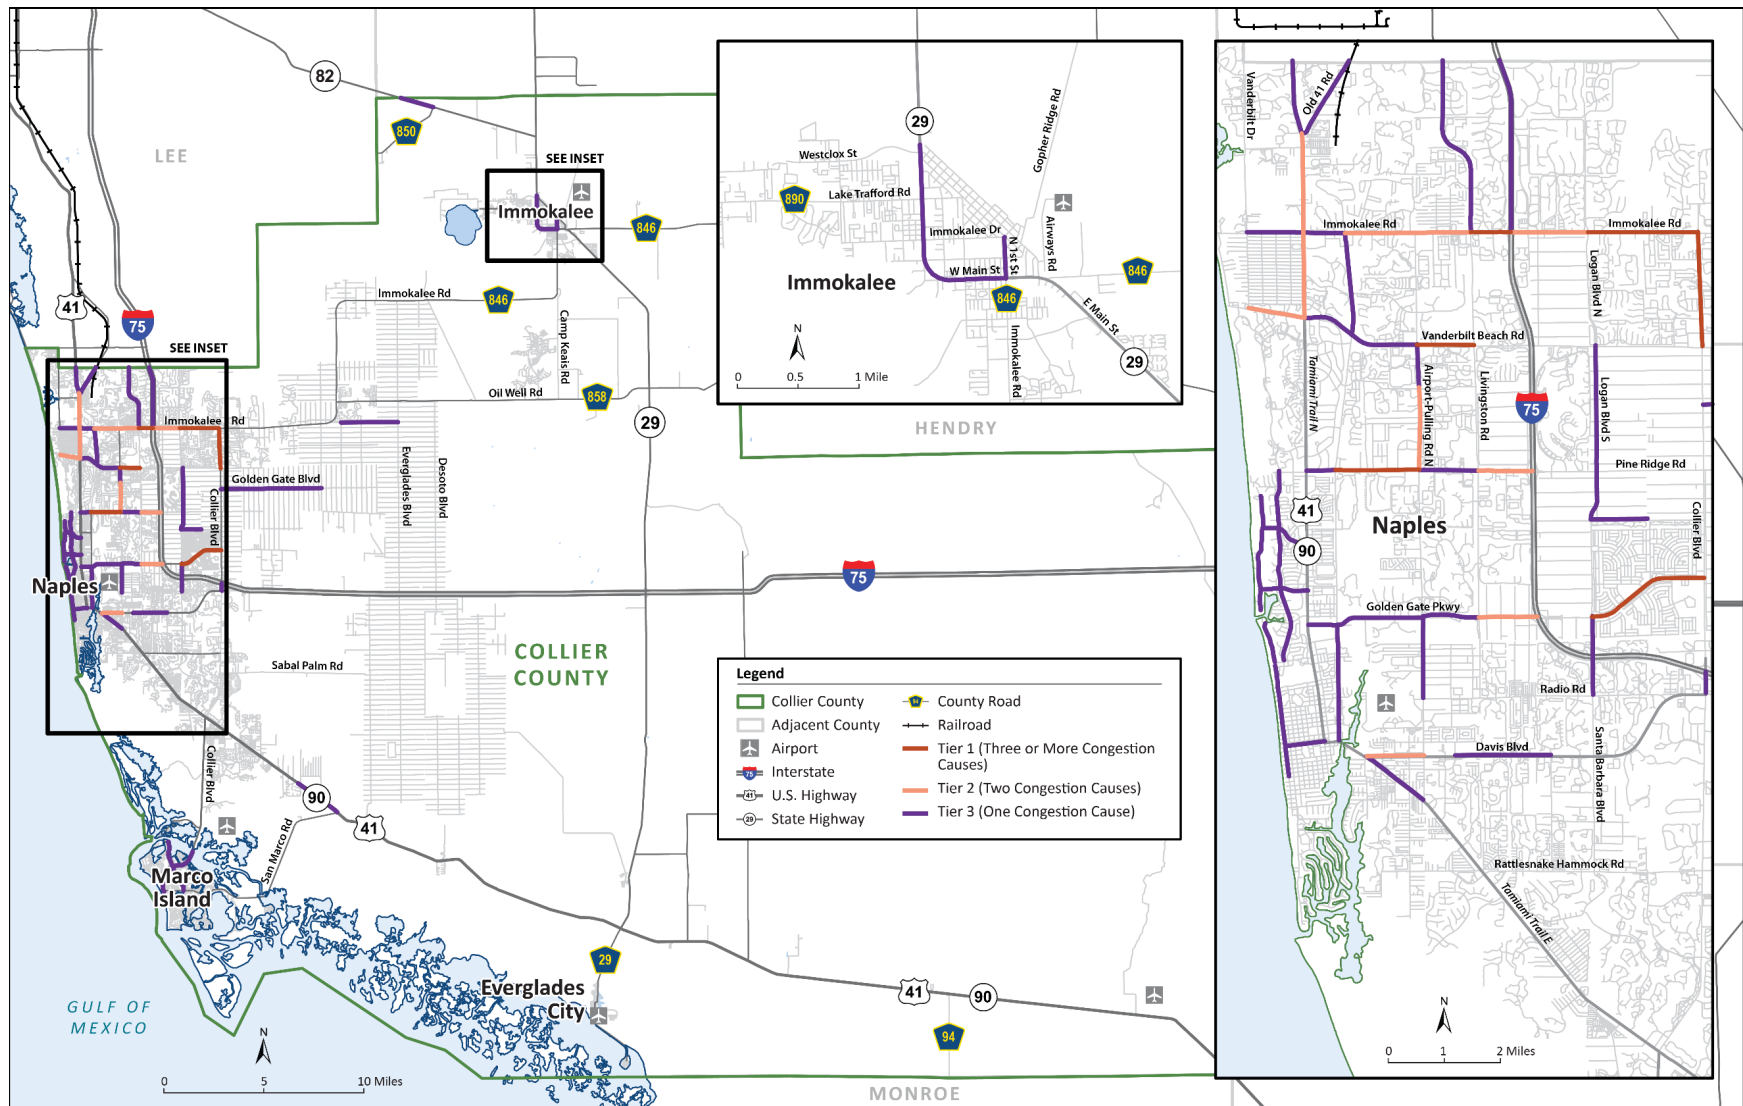 82
850
LEE
SEE INSET
Immokalee
846
41
75
Immokalee Rd
846
Camp Keais Rd
SEE INSET
Oil Well Rd
858
29
Immokalee Rd
Golden Gate Blvd
Everglades Blvd
Desoto Blvd
Collier Blvd
Naples
75
Sabal Palm Rd
COLLIER
COUNTY
HENDRY
Collier Blvd
90
41
San Marco Rd
Marco
Island
29
Everglades
City
41
90
94
GULF OF
MEXICO
N
0
5
10 Miles
MONROE
29
Gopher Ridge Rd
Westclox St
890
Lake Trafford Rd
Immokalee Dr
N 1st St
Airways Rd
W Main St
846
846
Immokalee
E Main St
Immokalee Rd
29
N
0
0.5
1 Mile
Legend
Collier County
Adjacent County
Airport
75
Interstate
41
U.S. Highway
29
State Highway
County Road
Railroad
Tier 1 (Three or More Congestion
Causes)
Tier 2 (Two Congestion Causes)
Tier 3 (One Congestion Cause)
Vanderbilt Dr
Old 41 Rd
Immokalee Rd
Immokalee Rd
Logan Blvd N
Vanderbilt Beach Rd
Tamiami Trail N
Airport-Pulling Rd N
Livingston Rd
75
Logan Blvd S
Pine Ridge Rd
41
Naples
Collier Blvd
90
Golden Gate Pkwy
Radio Rd
Davis Blvd
Santa Barbara Blvd
Rattlesnake Hammock Rd
Tamiami Trail E
N
0
1
2 Miles